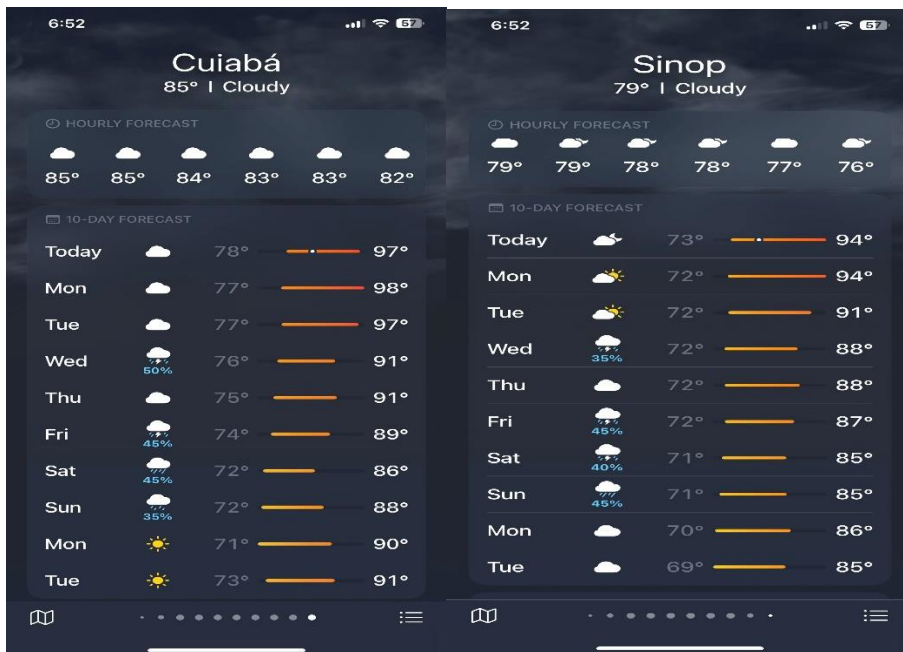 6:52
57
Cuiabá
85° | Cloudy
HOURLY FORECAST
85° 85° 84° 83° 83° 82°
10-DAY FORECAST
Today 78° 97°
Mon 77° 98°
Tue 77° 97°
Wed 50% 76° 91°
Thu 75° 91°
Fri 45% 74° 89°
Sat 45% 72° 86°
Sun 35% 72° 88°
Mon 71° 90°
Tue 73° 91°
6:52
57
Sinop
79° | Cloudy
HOURLY FORECAST
79° 79° 78° 78° 77° 76°
10-DAY FORECAST
Today 73° 94°
Mon 72° 94°
Tue 72° 91°
Wed 35% 72° 88°
Thu 72° 88°
Fri 45% 72° 87°
Sat 40% 71° 85°
Sun 45% 71° 85°
Mon 70° 86°
Tue 69° 85°